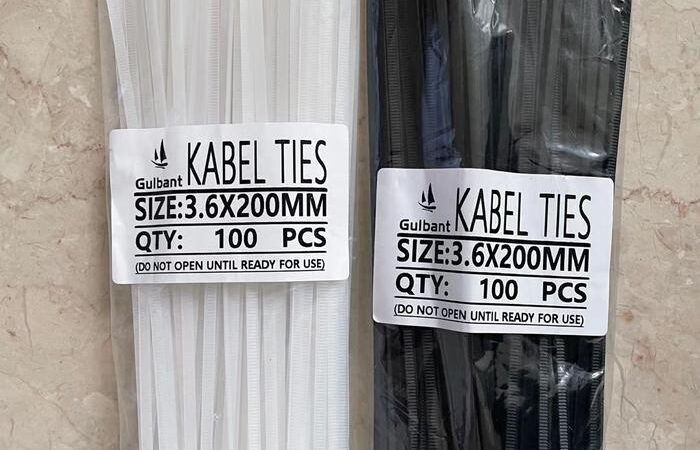 Gulbant KABEL TIES
SIZE:3.6X200MM
QTY: 100 PCS
(DO NOT OPEN UNTIL READY FOR USE)
Gulbant KABEL TIES
SIZE:3.6X200MM
QTY: 100 PCS
(DO NOT OPEN UNTIL READY FOR USE)